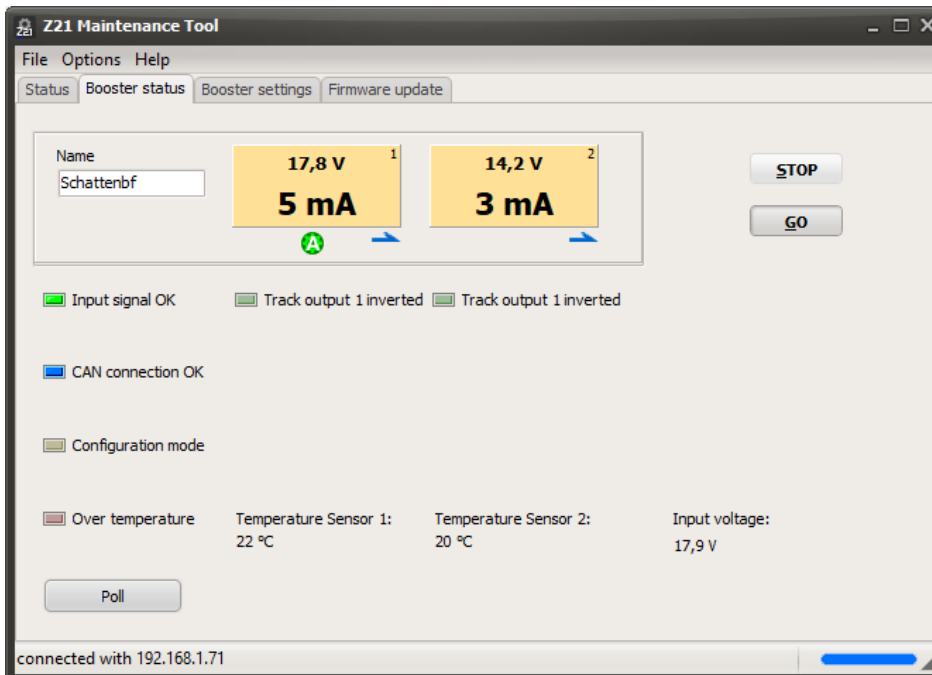 Z21 Z21 Maintenance Tool
File Options Help
Status Booster status Booster settings Firmware update
Name
Schattenbf
17,8 V 1
5 mA
A
14,2 V 2
3 mA
STOP
GO
Input signal OK Track output 1 inverted Track output 1 inverted
CAN connection OK
Configuration mode
Over temperature Temperature Sensor 1: Temperature Sensor 2: Input voltage:
22 °C 20 °C 17,9 V
Poll
connected with 192.168.1.71